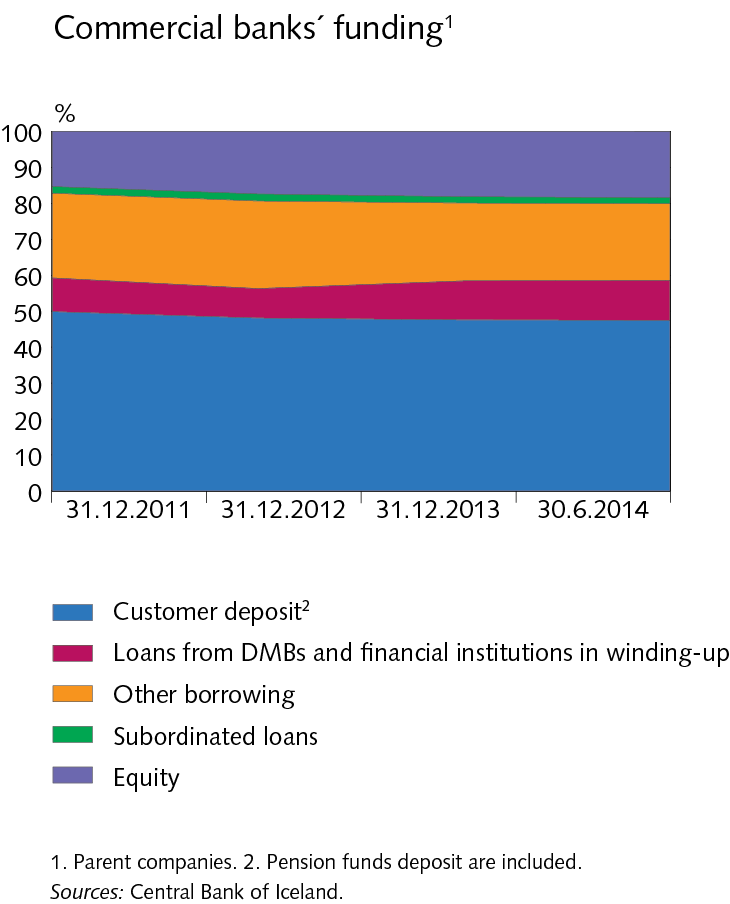 Commercial banks´ funding¹
%
100
90
80
70
60
50
40
30
20
10
0
31.12.2011 31.12.2012 31.12.2013 30.6.2014
Customer deposit²
Loans from DMBs and financial institutions in winding-up
Other borrowing
Subordinated loans
Equity
1. Parent companies. 2. Pension funds deposit are included.
Sources: Central Bank of Iceland.